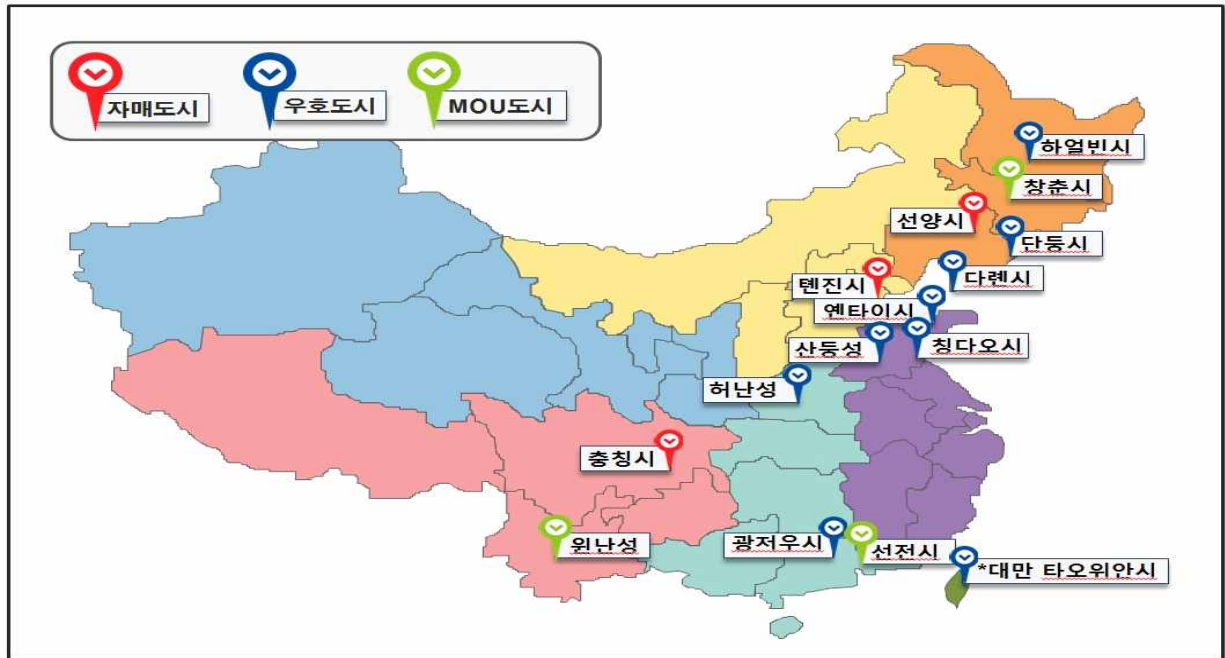 자매도시
우호도시
MOU도시
하얼빈시
창춘시
선양시
단둥시
톈진시
다롄시
옌타이시
산둥성
칭다오시
허난성
충칭시
윈난성
광저우시
선전시
*대만 타오위안시